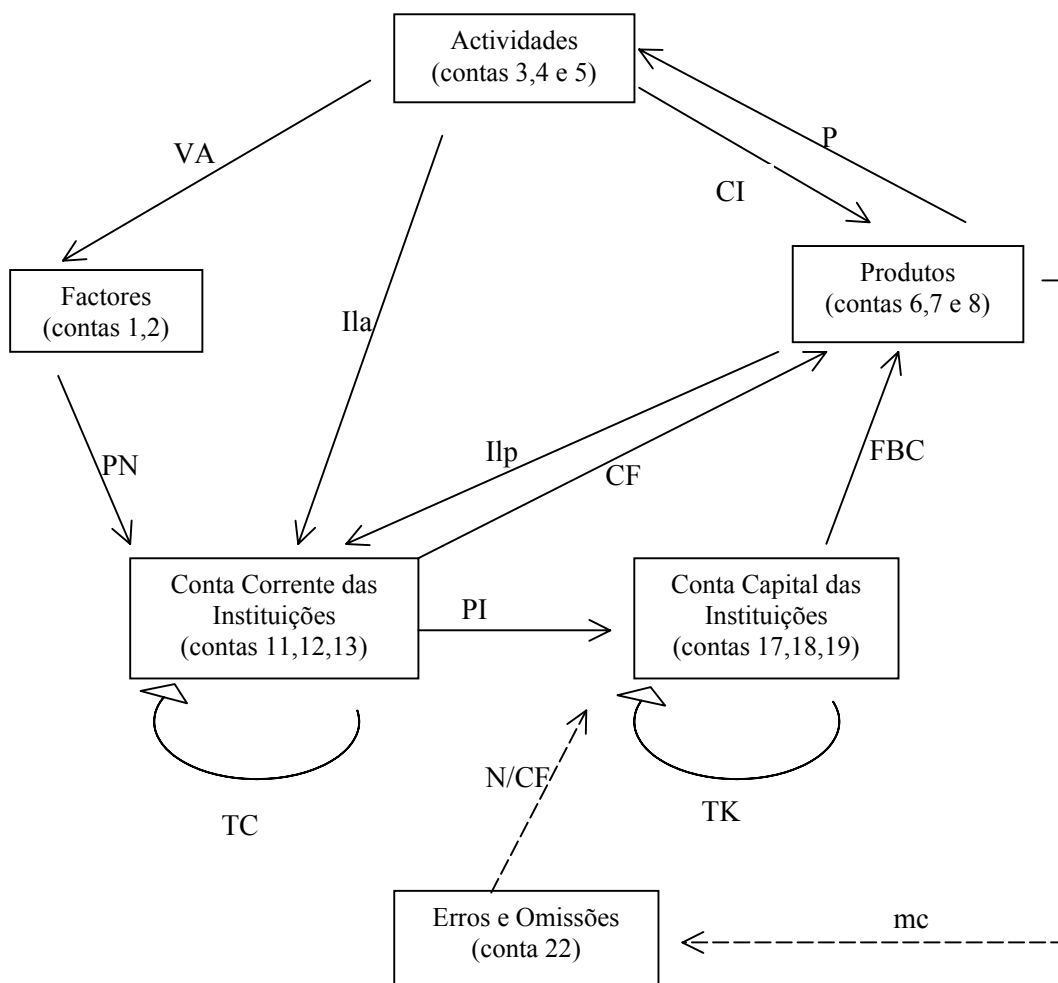 Actividades
(contas 3,4 e 5)
VA
P
CI
Produtos
(contas 6,7 e 8)
Factores
(contas 1,2)
Ila
Ilp
CF
FBC
PN
Conta Corrente das
Instituições
(contas 11,12,13)
PI
Conta Capital das
Instituições
(contas 17,18,19)
N/CF
TC
TK
Erros e Omissões
(conta 22)
mc